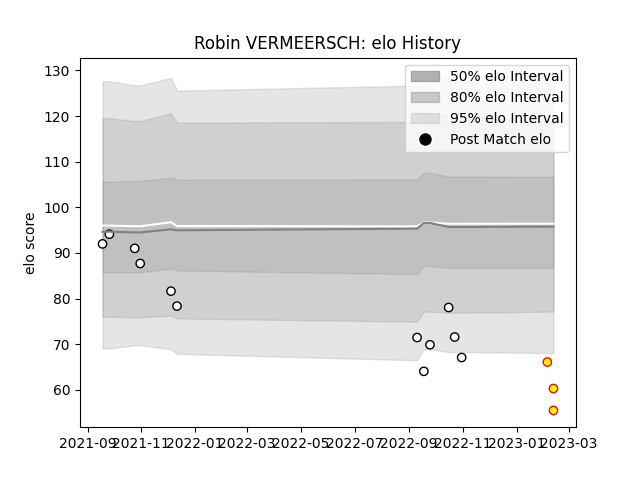 Robin VERMEERSCH: elo History
50% elo Interval
80% elo Interval
95% elo Interval
Post Match elo
elo score
130
120
110
100
90
80
70
60
2021-09 2021-11 2022-01 2022-03 2022-05 2022-07 2022-09 2022-11 2023-01 2023-03